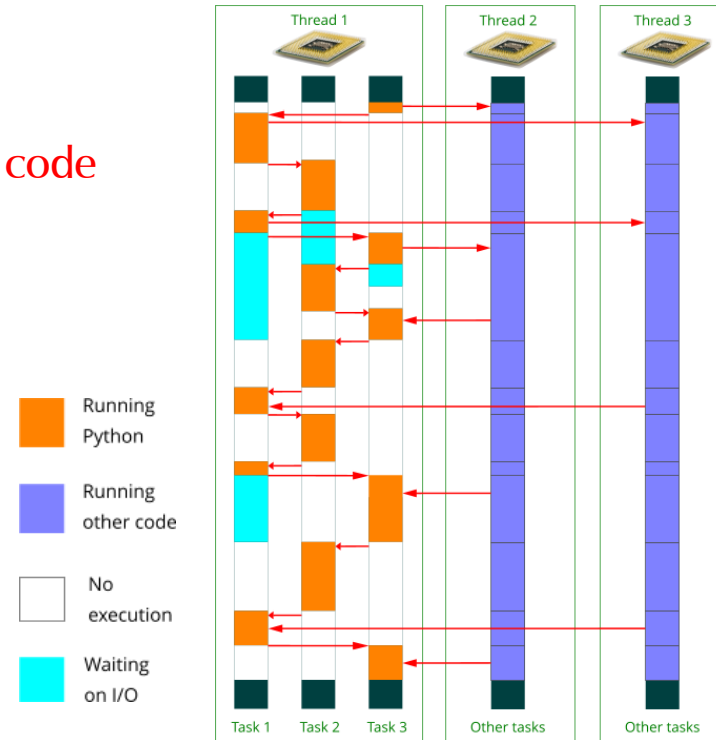 Thread 1
Thread 2
Thread 3
code
Running
Python
Running
other code
No
execution
Waiting
on I/O
Task 1
Task 2
Task 3
Other tasks
Other tasks